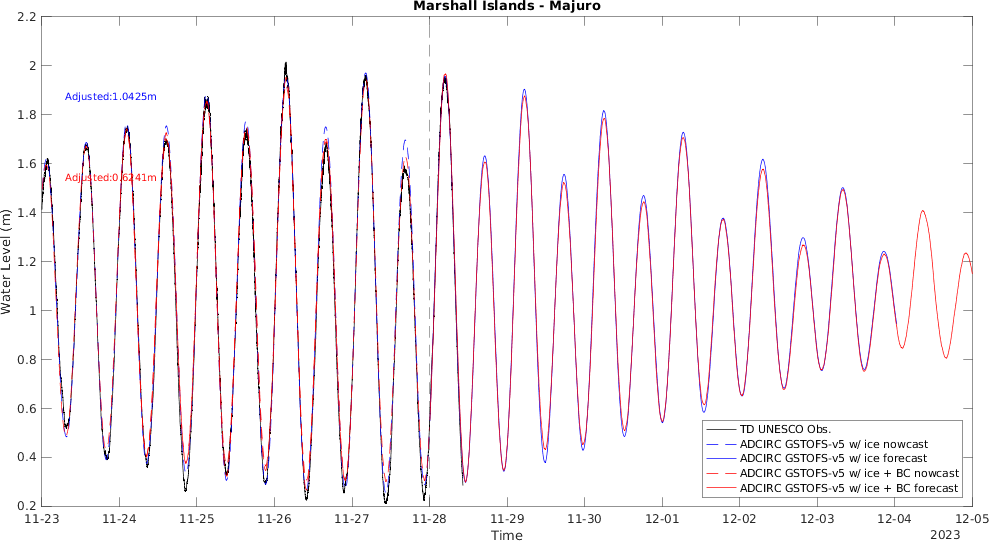 Marshall Islands - Majuro
2.2
2
1.8
1.6
1.4
1.2
1
0.8
0.6
0.4
0.2
Water Level (m)
Adjusted:1.0425m
Adjusted:0.6241m
TD UNESCO Obs.
ADCIRC GSTOFS-v5 w/ ice nowcast
ADCIRC GSTOFS-v5 w/ ice forecast
ADCIRC GSTOFS-v5 w/ ice + BC nowcast
ADCIRC GSTOFS-v5 w/ ice + BC forecast
11-23 11-24 11-25 11-26 11-27 11-28 11-29 11-30 12-01 12-02 12-03 12-04 12-05
Time
2023